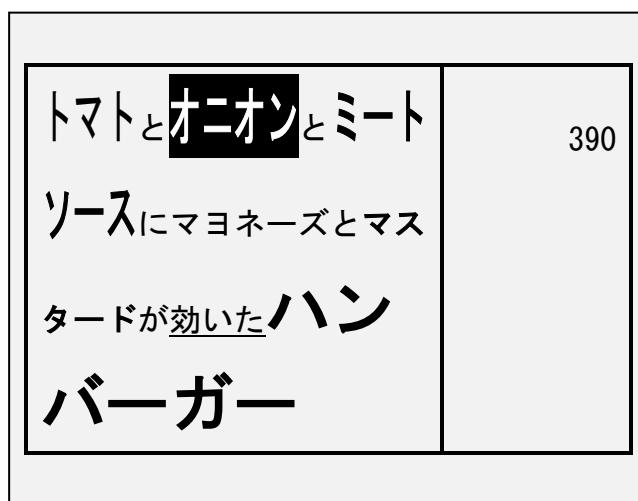 トマトとオニオンとミート
ソースにマヨネーズとマス
タードが効いたハン
バーガー
390